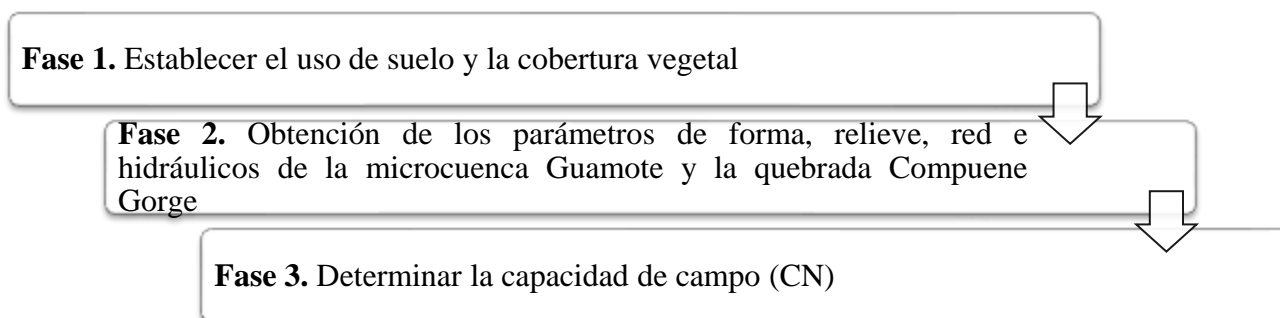 Fase 1. Establecer el uso de suelo y la cobertura vegetal
Fase 2. Obtención de los parámetros de forma, relieve, red e
hidráulicos de la microcuenca Guamote y la quebrada Compuene
Gorge
Fase 3. Determinar la capacidad de campo (CN)